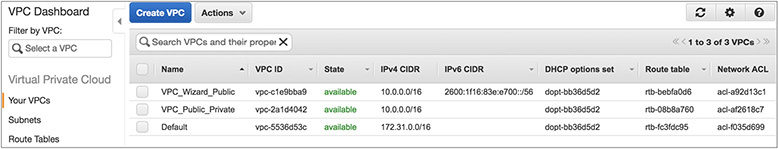 VPC Dashboard
Filter by VPC:
Select a VPC
Virtual Private Cloud
Your VPCs
Subnets
Route Tables
Create VPC Actions
Search VPCs and their proper
1 to 3 of 3 VPCs
Name VPC ID State IPv4 CIDR IPv6 CIDR DHCP options set Route table Network ACL
VPC_Wizard_Public vpc-c1e9bba9 available 10.0.0.0/16 2600:1f16:83e:e700::/56 dopt-bb36d5d2 rtb-bebfa0d6 acl-a92d13c1
VPC_Public_Private vpc-2a1d4042 available 10.0.0.0/16 dopt-bb36d5d2 rtb-08b8a760 acl-af2618c7
Default vpc-5536d53c available 172.31.0.0/16 dopt-bb36d5d2 rtb-fc3fdc95 acl-f035d699